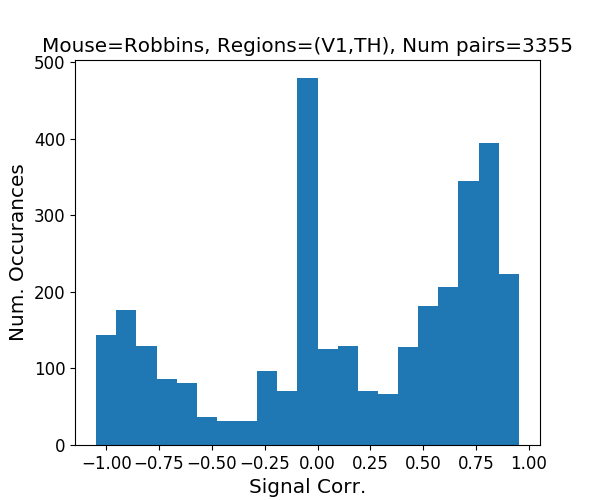 Mouse=Robbins, Regions=(V1,TH), Num pairs=3355
500
400
300
200
100
0
Num. Occurances
−1.00 −0.75 −0.50 −0.25 0.00 0.25 0.50 0.75 1.00
Signal Corr.